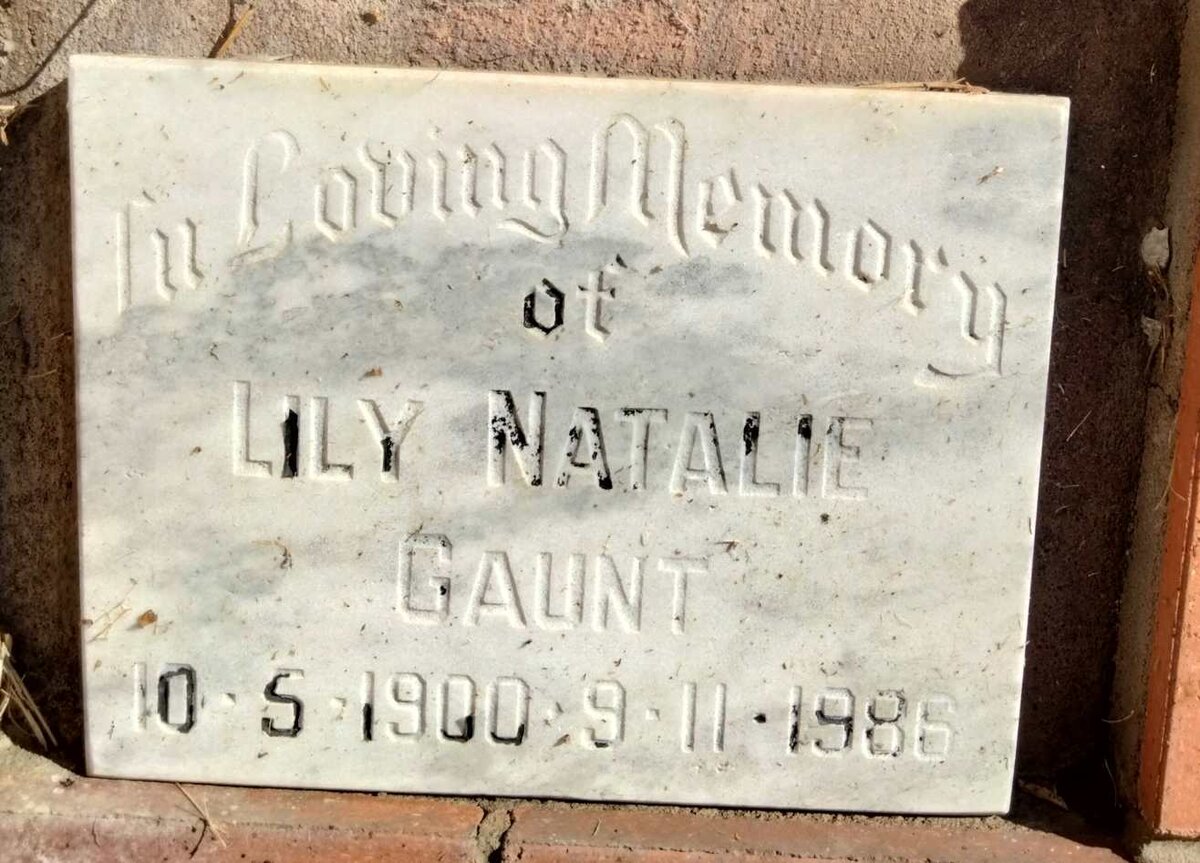 In Loving Memory
of
LILY NATALIE
GAUNT
10·5·1900·9·11·1986